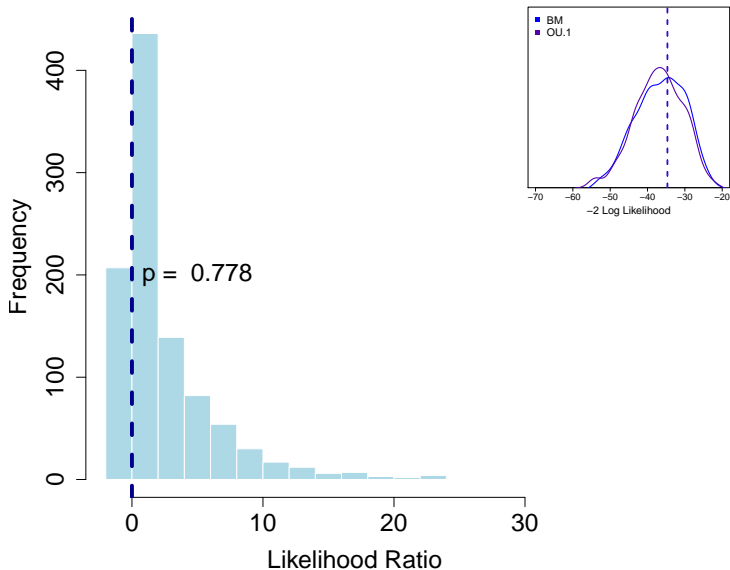 Frequency
400
300
200
100
0
p = 0.778
0 10 20 30
Likelihood Ratio
BM
OU.1
−70 −60 −50 −40 −30 −20
−2 Log Likelihood